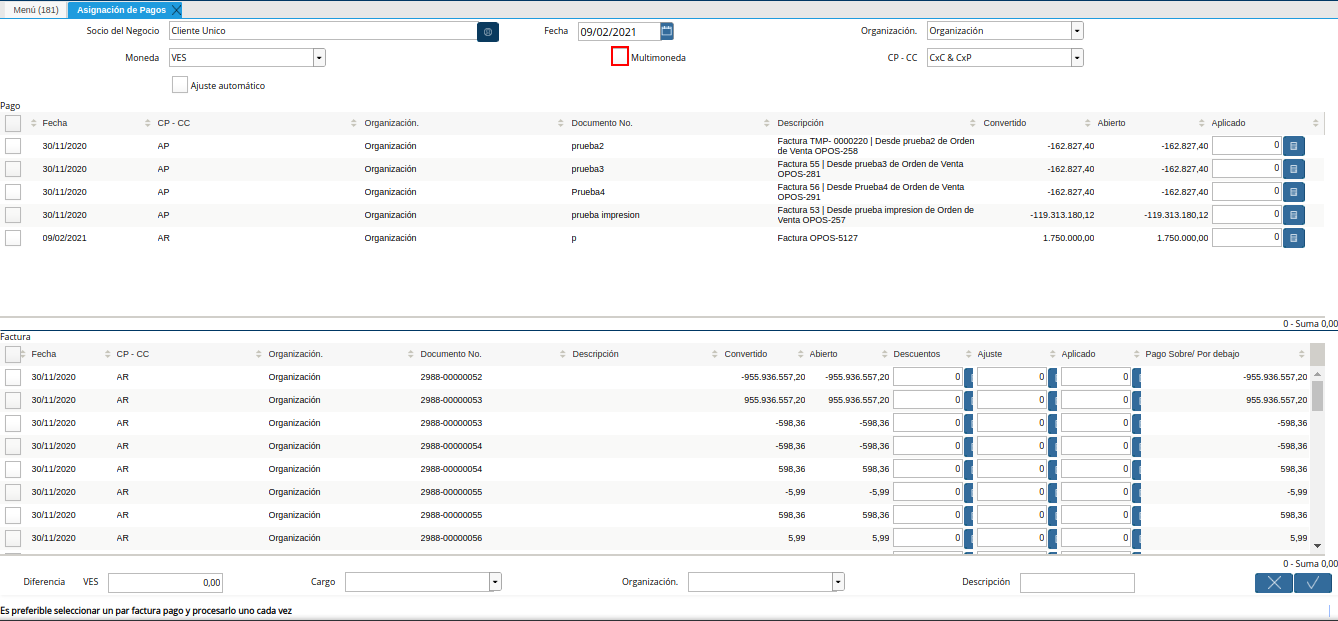 Menú (181) Asignación de Pagos
Socio del Negocio Cliente Unico Fecha 09/02/2021 Organización. Organización
Moneda VES Multimoneda CP - CC CxC & CxP
Ajuste automático
Pago
Fecha CP - CC Organización. Documento No. Descripción Convertido Abierto Aplicado
30/11/2020 AP Organización prueba2 Factura TMP- 0000220 | Desde prueba2 de Orden de Venta OPOS-258 -162.827,40 -162.827,40 0
30/11/2020 AP Organización prueba3 Factura 55 | Desde prueba3 de Orden de Venta OPOS-281 -162.827,40 -162.827,40 0
30/11/2020 AP Organización Prueba4 Factura 56 | Desde Prueba4 de Orden de Venta OPOS-291 -162.827,40 -162.827,40 0
30/11/2020 AP Organización prueba impresion Factura 53 | Desde prueba impresion de Orden de Venta OPOS-257 -119.313.180,12 -119.313.180,12 0
09/02/2021 AR Organización p Factura OPOS-5127 1.750.000,00 1.750.000,00 0
0 - Suma 0,00
Factura
Fecha CP - CC Organización. Documento No. Descripción Convertido Abierto Descuentos Ajuste Aplicado Pago Sobre/ Por debajo
30/11/2020 AR Organización 2988-00000052 -955.936.557,20 -955.936.557,20 0 0 0 -955.936.557,20
30/11/2020 AR Organización 2988-00000053 955.936.557,20 955.936.557,20 0 0 0 955.936.557,20
30/11/2020 AR Organización 2988-00000053 -598,36 -598,36 0 0 0 -598,36
30/11/2020 AR Organización 2988-00000054 -598,36 -598,36 0 0 0 -598,36
30/11/2020 AR Organización 2988-00000054 598,36 598,36 0 0 0 598,36
30/11/2020 AR Organización 2988-00000055 -5,99 -5,99 0 0 0 -5,99
30/11/2020 AR Organización 2988-00000055 598,36 598,36 0 0 0 598,36
30/11/2020 AR Organización 2988-00000056 5,99 5,99 0 0 0 5,99
0 - Suma 0,00
Diferencia VES 0,00 Cargo Organización. Descripción
Es preferible seleccionar un par factura pago y procesarlo uno cada vez